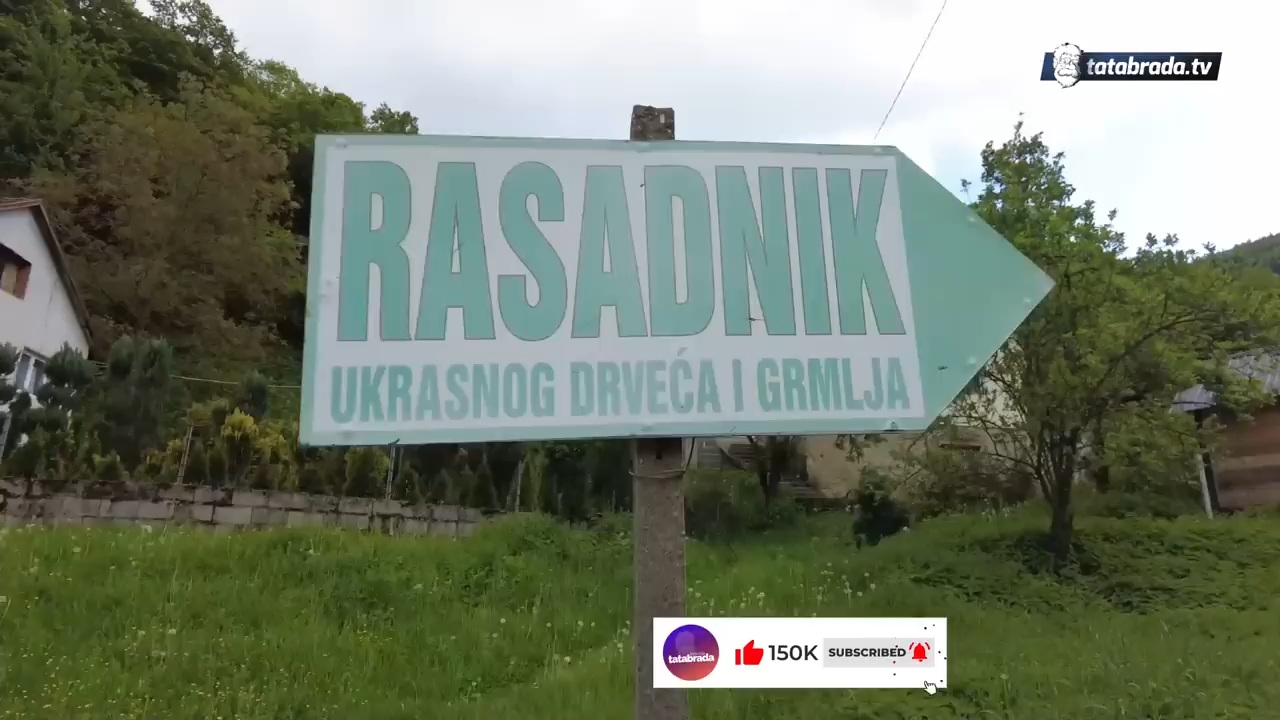 tatabrada.tv
RASADNIK
UKRASNOG DRVEĆA I GRMLJA
tatabrada
150K
SUBSCRIBED